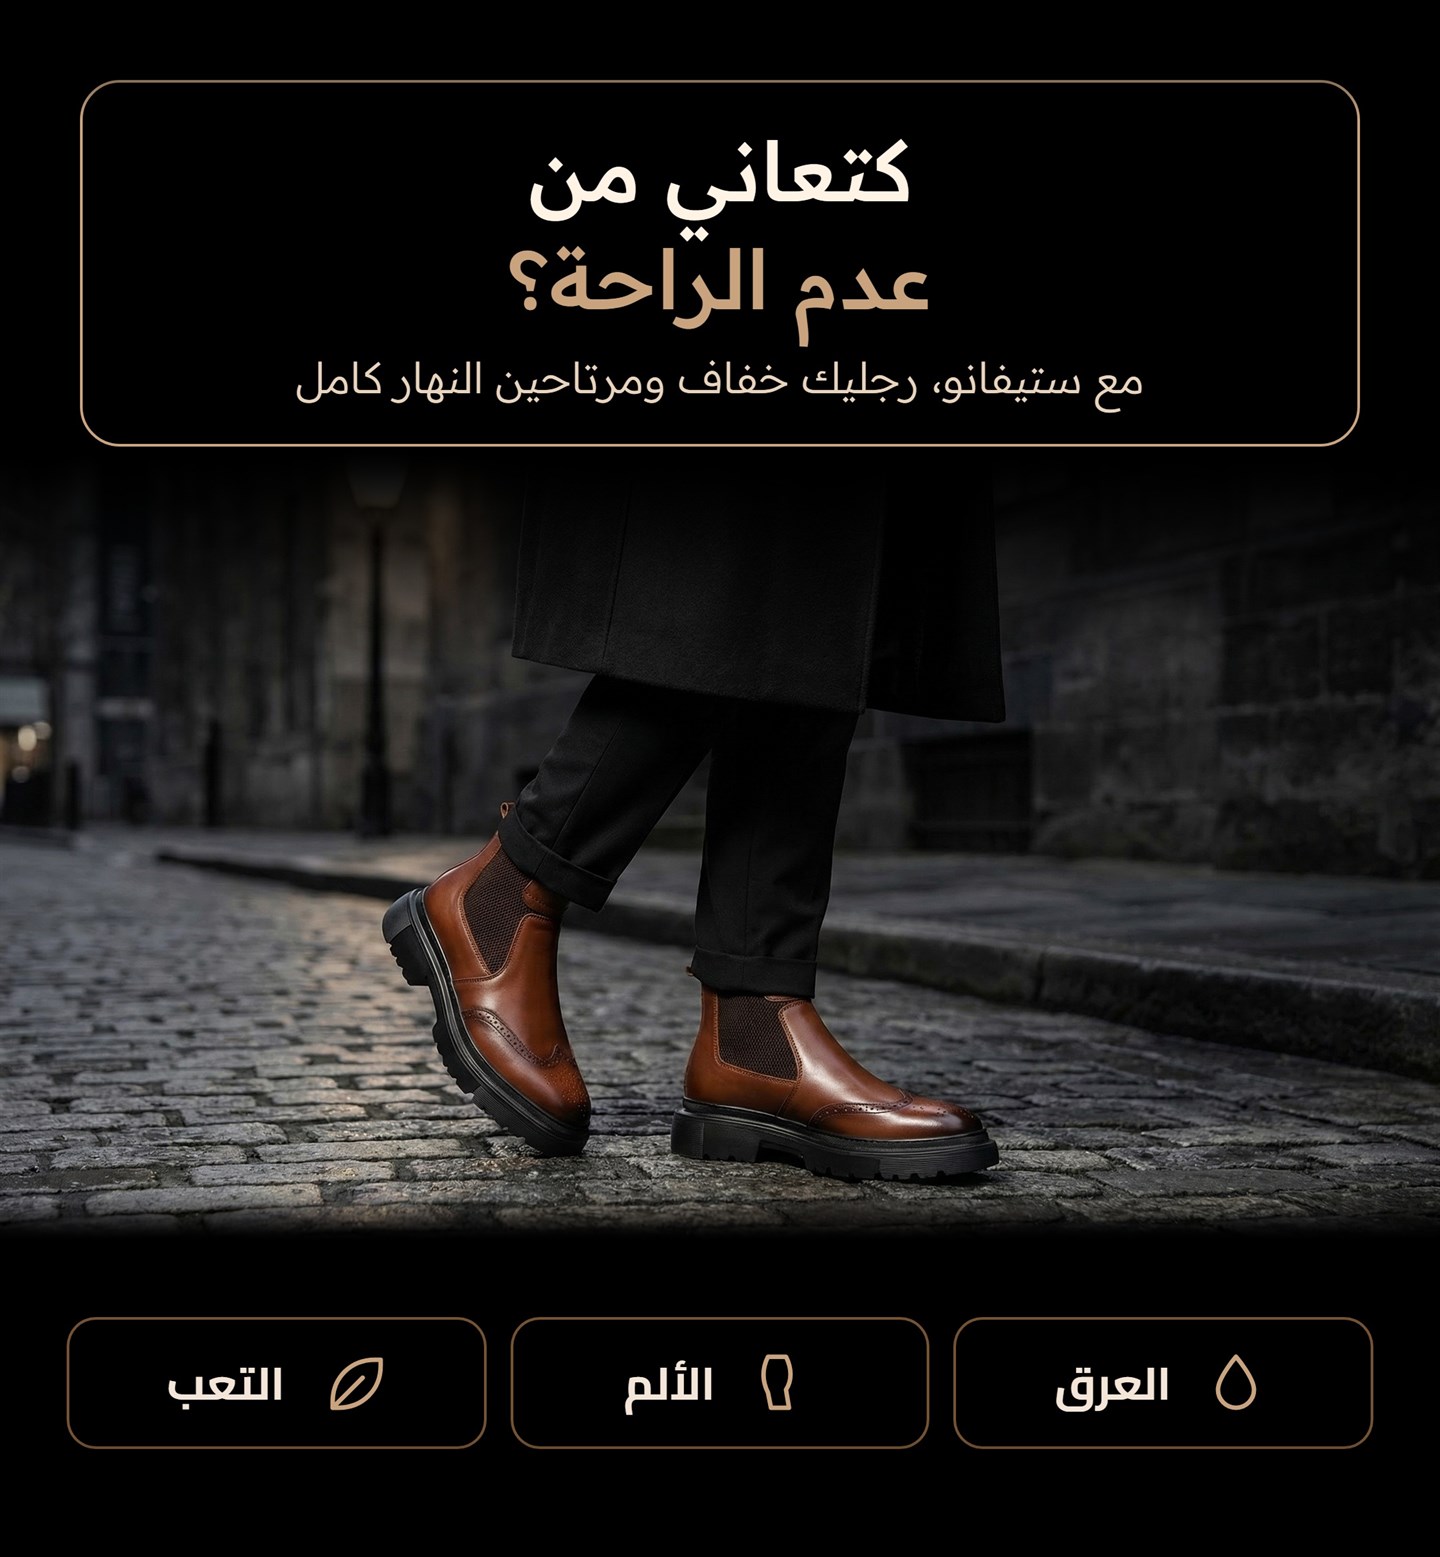 كتعاني من
عدم الراحة؟
مع ستيفانو، رجليك خفاف ومرتاحين النهار كامل
العرق
الألم
التعب